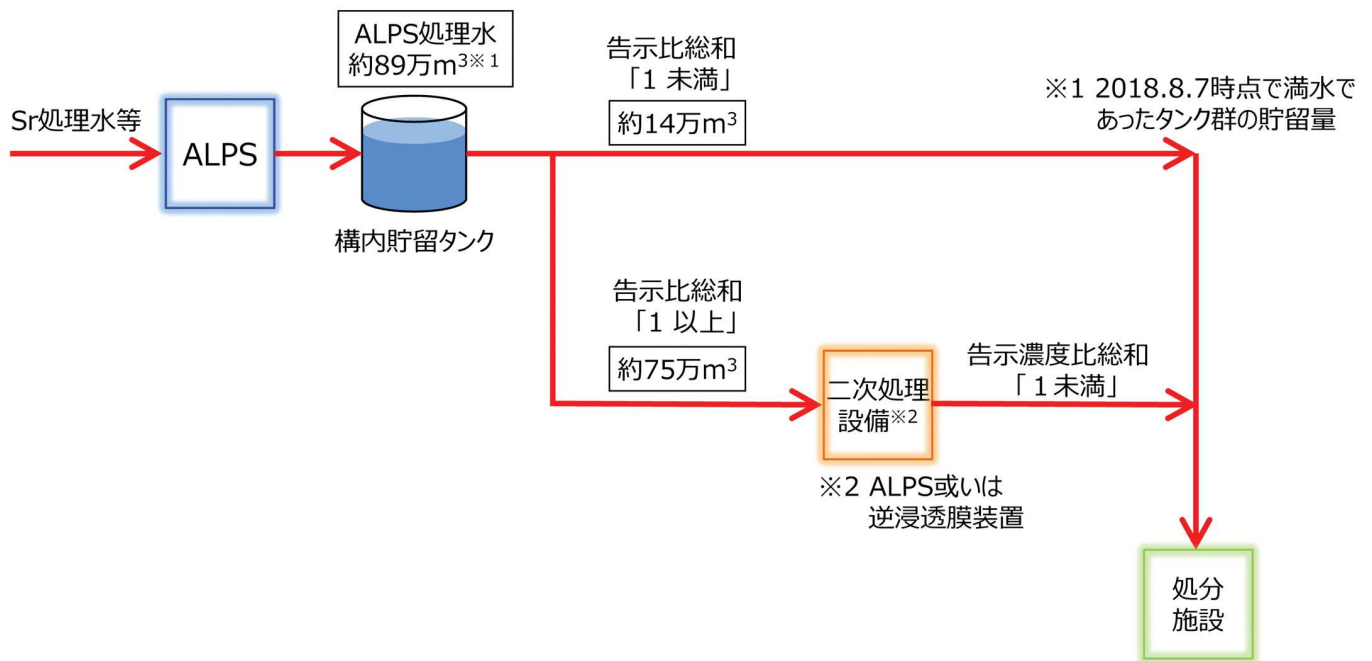 ALPS処理水
約89万m³※1
告示比総和
「1 未満」
約14万m³
※1 2018.8.7時点で満水で
あったタンク群の貯留量
Sr処理水等
ALPS
構内貯留タンク
告示比総和
「1 以上」
約75万m³
二次処理
設備※2
告示濃度比総和
「1 未満」
※2 ALPS或いは
逆浸透膜装置
処分
施設